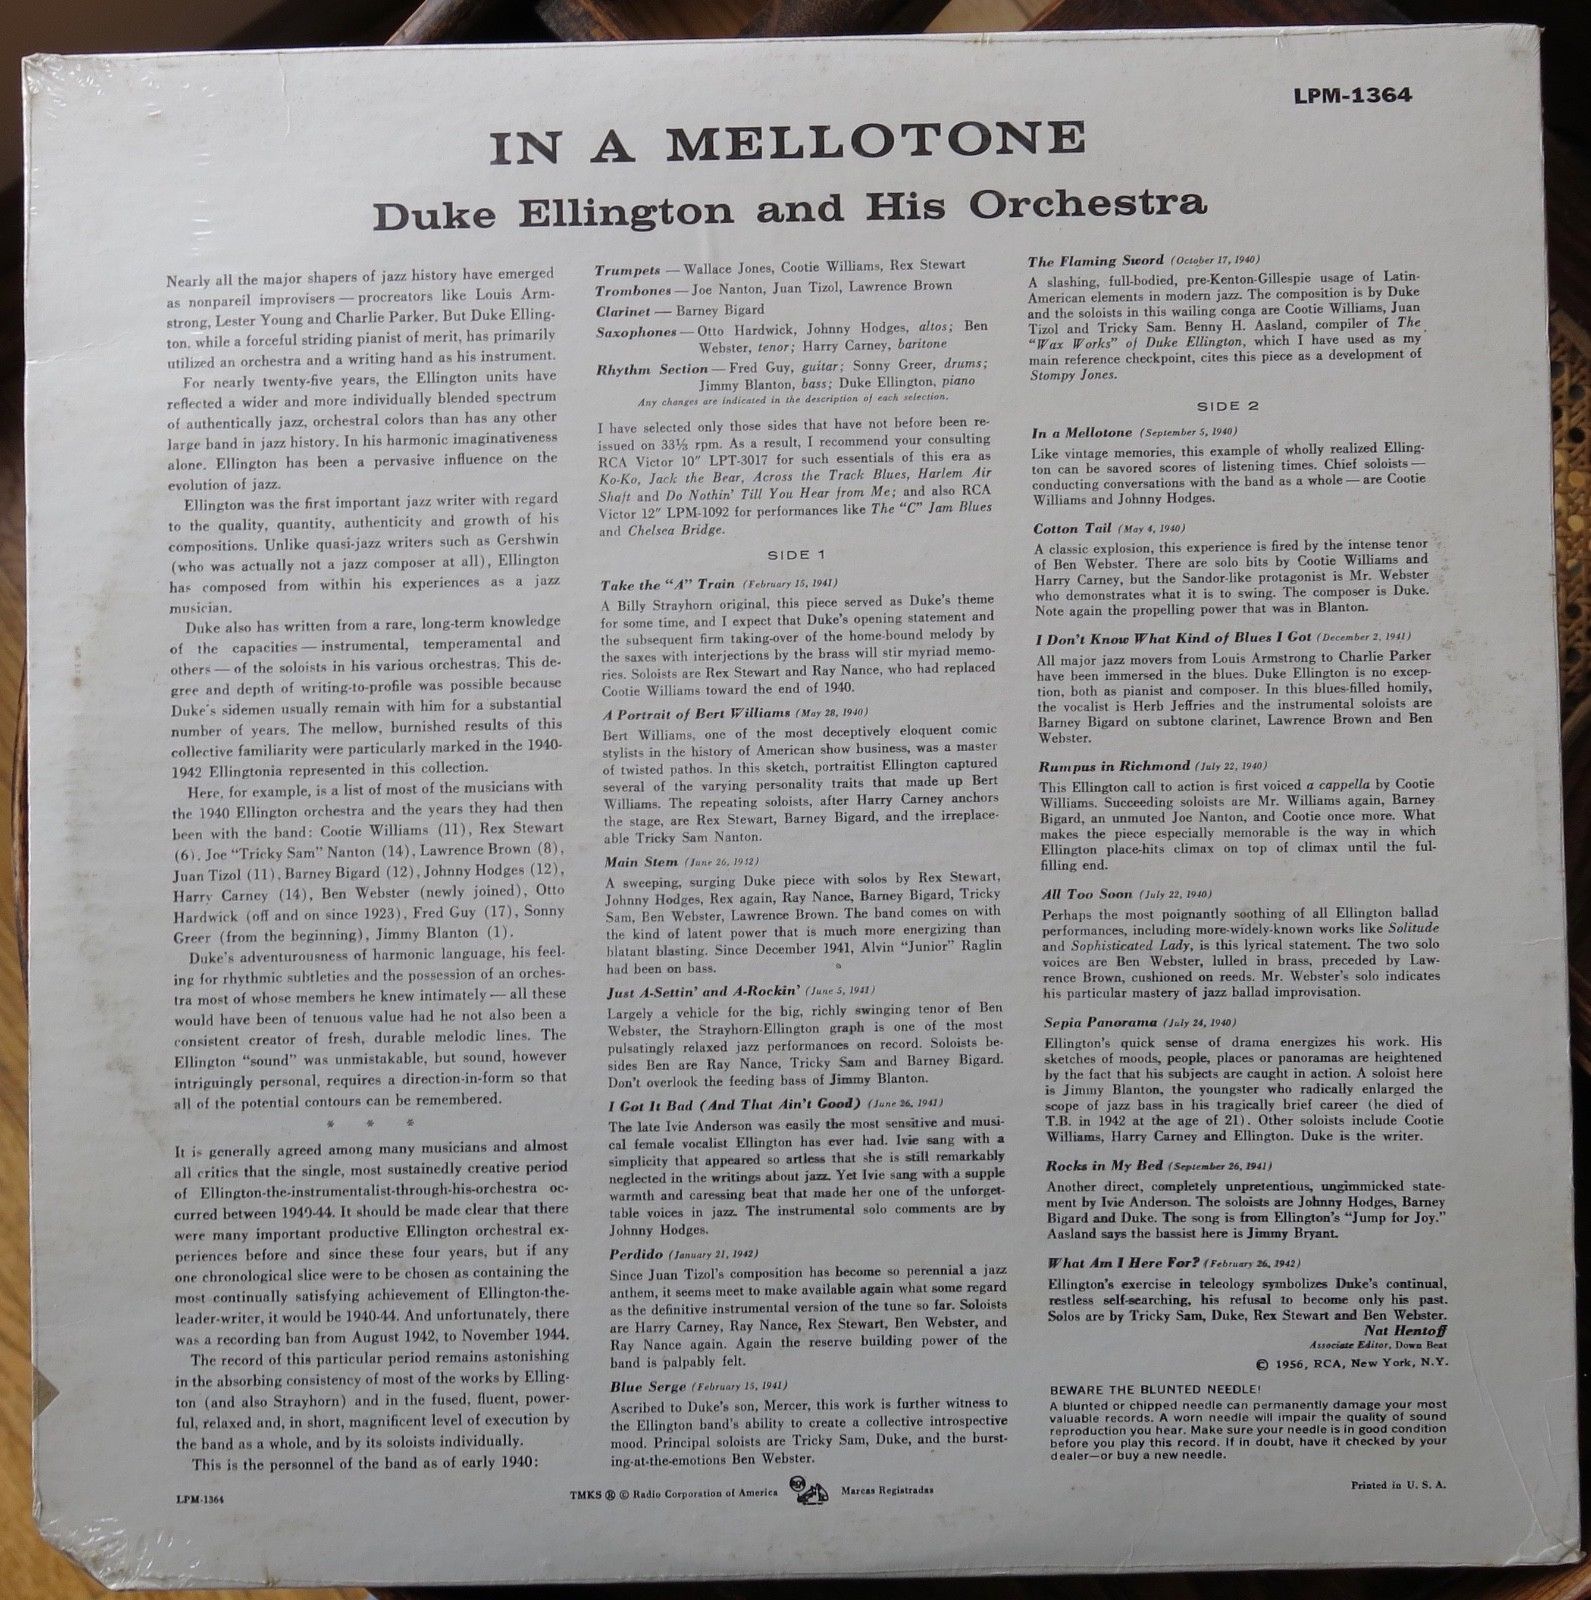 LPM-1364
IN A MELLOTONE
Duke Ellington and His Orchestra
Nearly all the major shapers of jazz history have emerged
as nonpareil improvisers — procreators like Louis Arm-
strong, Lester Young and Charlie Parker. But Duke Elling-
ton, while a forceful striding pianist of merit, has primarily
utilized an orchestra and a writing hand as his instrument.
For nearly twenty-five years, the Ellington units have
reflected a wider and more individually blended spectrum
of authentically jazz, orchestral colors than has any other
large band in jazz history. In his harmonic imaginativeness
alone, Ellington has been a pervasive influence on the
evolution of jazz.
Ellington was the first important jazz writer with regard
to the quality, quantity, authenticity and growth of his
compositions. Unlike quasi-jazz writers such as Gershwin
(who was actually not a jazz composer at all), Ellington
has composed from within his experiences as a jazz
musician.
Duke also has written from a rare, long-term knowledge
of the capacities — instrumental, temperamental and
others — of the soloists in his various orchestras. This de-
gree and depth of writing-to-profile was possible because
Duke's sidemen usually remain with him for a substantial
number of years. The mellow, burnished results of this
collective familiarity were particularly marked in the 1940-
1942 Ellingtonia represented in this collection.
Here, for example, is a list of most of the musicians with
the 1940 Ellington orchestra and the years they had then
been with the band: Cootie Williams (11), Rex Stewart
(6), Joe "Tricky Sam" Nanton (14), Lawrence Brown (8),
Juan Tizol (11), Barney Bigard (12), Johnny Hodges (12),
Harry Carney (14), Ben Webster (newly joined), Otto
Hardwick (off and on since 1923), Fred Guy (17), Sonny
Greer (from the beginning), Jimmy Blanton (1).
Duke's adventurousness of harmonic language, his feel-
ing for rhythmic subtleties and the possession of an orches-
tra most of whose members he knew intimately — all these
would have been of tenuous value had he not also been a
consistent creator of fresh, durable melodic lines. The
Ellington "sound" was unmistakable, but sound, however
intriguingly personal, requires a direction-in-form so that
all of the potential contours can be remembered.
* * *
It is generally agreed among many musicians and almost
all critics that the single, most sustainedly creative period
of Ellington-the-instrumentalist-through-his-orchestra oc-
curred between 1940-44. It should be made clear that there
were many important productive Ellington orchestral ex-
periences before and since these four years, but if any
one chronological slice were to be chosen as containing the
most continually satisfying achievement of Ellington-the-
leader-writer, it would be 1940-44. And unfortunately, there
was a recording ban from August 1942, to November 1944.
The record of this particular period remains astonishing
in the absorbing consistency of most of the works by Elling-
ton (and also Strayhorn) and in the fused, fluent, power-
ful, relaxed and, in short, magnificent level of execution by
the band as a whole, and by its soloists individually.
This is the personnel of the band as of early 1940:
Trumpets — Wallace Jones, Cootie Williams, Rex Stewart
Trombones — Joe Nanton, Juan Tizol, Lawrence Brown
Clarinet — Barney Bigard
Saxophones — Otto Hardwick, Johnny Hodges, altos; Ben
Webster, tenor; Harry Carney, baritone
Rhythm Section — Fred Guy, guitar; Sonny Greer, drums;
Jimmy Blanton, bass; Duke Ellington, piano
Any changes are indicated in the description of each selection.
I have selected only those sides that have not before been re-
issued on 33⅓ rpm. As a result, I recommend your consulting
RCA Victor 10" LPT-3017 for such essentials of this era as
Ko-Ko, Jack the Bear, Across the Track Blues, Harlem Air
Shaft and Do Nothin' Till You Hear from Me; and also RCA
Victor 12" LPM-1092 for performances like The "C" Jam Blues
and Chelsea Bridge.
SIDE 1
Take the "A" Train (February 15, 1941)
A Billy Strayhorn original, this piece served as Duke's theme
for some time, and I expect that Duke's opening statement and
the subsequent firm taking-over of the home-bound melody by
the saxes with interjections by the brass will stir myriad memo-
ries. Soloists are Rex Stewart and Ray Nance, who had replaced
Cootie Williams toward the end of 1940.
A Portrait of Bert Williams (May 28, 1940)
Bert Williams, one of the most deceptively eloquent comic
stylists in the history of American show business, was a master
of twisted pathos. In this sketch, portraitist Ellington captured
several of the varying personality traits that made up Bert
Williams. The repeating soloists, after Harry Carney anchors
the stage, are Rex Stewart, Barney Bigard, and the irreplace-
able Tricky Sam Nanton.
Main Stem (June 26, 1942)
A sweeping, surging Duke piece with solos by Rex Stewart,
Johnny Hodges, Rex again, Ray Nance, Barney Bigard, Tricky
Sam, Ben Webster, Lawrence Brown. The band comes on with
the kind of latent power that is much more energizing than
blatant blasting. Since December 1941, Alvin "Junior" Raglin
had been on bass.
Just A-Settin' and A-Rockin' (June 5, 1941)
Largely a vehicle for the big, richly swinging tenor of Ben
Webster, the Strayhorn-Ellington graph is one of the most
pulsatingly relaxed jazz performances on record. Soloists be-
sides Ben are Ray Nance, Tricky Sam and Barney Bigard.
Don't overlook the feeding bass of Jimmy Blanton.
I Got It Bad (And That Ain't Good) (June 26, 1941)
The late Ivie Anderson was easily the most sensitive and musi-
cal female vocalist Ellington has ever had. Ivie sang with a
simplicity that appeared so artless that she is still remarkably
neglected in the writings about jazz. Yet Ivie sang with a supple
warmth and caressing beat that made her one of the unforget-
table voices in jazz. The instrumental solo comments are by
Johnny Hodges.
Perdido (January 21, 1942)
Since Juan Tizol's composition has become so perennial a jazz
anthem, it seems meet to make available again what some regard
as the definitive instrumental version of the tune so far. Soloists
are Harry Carney, Ray Nance, Rex Stewart, Ben Webster, and
Ray Nance again. Again the reserve building power of the
band is palpably felt.
Blue Serge (February 15, 1941)
Ascribed to Duke's son, Mercer, this work is further witness to
the Ellington band's ability to create a collective introspective
mood. Principal soloists are Tricky Sam, Duke, and the burst-
ing-at-the-emotions Ben Webster.
The Flaming Sword (October 17, 1940)
A slashing, full-bodied, pre-Kenton-Gillespie usage of Latin-
American elements in modern jazz. The composition is by Duke
and the soloists in this wailing conga are Cootie Williams, Juan
Tizol and Tricky Sam. Benny H. Aasland, compiler of The
"Wax Works" of Duke Ellington, which I have used as my
main reference checkpoint, cites this piece as a development of
Stompy Jones.
SIDE 2
In a Mellotone (September 5, 1940)
Like vintage memories, this example of wholly realized Elling-
ton can be savored scores of listening times. Chief soloists —
conducting conversations with the band as a whole — are Cootie
Williams and Johnny Hodges.
Cotton Tail (May 4, 1940)
A classic explosion, this experience is fired by the intense tenor
of Ben Webster. There are solo bits by Cootie Williams and
Harry Carney, but the Sandor-like protagonist is Mr. Webster
who demonstrates what it is to swing. The composer is Duke.
Note again the propelling power that was in Blanton.
I Don't Know What Kind of Blues I Got (December 2, 1941)
All major jazz movers from Louis Armstrong to Charlie Parker
have been immersed in the blues. Duke Ellington is no excep-
tion, both as pianist and composer. In this blues-filled homily,
the vocalist is Herb Jeffries and the instrumental soloists are
Barney Bigard on subtone clarinet, Lawrence Brown and Ben
Webster.
Rumpus in Richmond (July 22, 1940)
This Ellington call to action is first voiced a cappella by Cootie
Williams. Succeeding soloists are Mr. Williams again, Barney
Bigard, an unmuted Joe Nanton, and Cootie once more. What
makes the piece especially memorable is the way in which
Ellington place-hits climax on top of climax until the ful-
filling end.
All Too Soon (July 22, 1940)
Perhaps the most poignantly soothing of all Ellington ballad
performances, including more-widely-known works like Solitude
and Sophisticated Lady, is this lyrical statement. The two solo
voices are Ben Webster, lulled in brass, preceded by Law-
rence Brown, cushioned on reeds. Mr. Webster's solo indicates
his particular mastery of jazz ballad improvisation.
Sepia Panorama (July 24, 1940)
Ellington's quick sense of drama energizes his work. His
sketches of moods, people, places or panoramas are heightened
by the fact that his subjects are caught in action. A soloist here
is Jimmy Blanton, the youngster who radically enlarged the
scope of jazz bass in his tragically brief career (he died of
T.B. in 1942 at the age of 21). Other soloists include Cootie
Williams, Harry Carney and Ellington. Duke is the writer.
Rocks in My Bed (September 26, 1941)
Another direct, completely unpretentious, ungimmicked state-
ment by Ivie Anderson. The soloists are Johnny Hodges, Barney
Bigard and Duke. The song is from Ellington's "Jump for Joy."
Aasland says the bassist here is Jimmy Bryant.
What Am I Here For? (February 26, 1942)
Ellington's exercise in teleology symbolizes Duke's continual,
restless self-searching, his refusal to become only his past.
Solos are by Tricky Sam, Duke, Rex Stewart and Ben Webster.
Nat Hentoff
Associate Editor, Down Beat
© 1956, RCA, New York, N.Y.
BEWARE THE BLUNTED NEEDLE!
A blunted or chipped needle can permanently damage your most
valuable records. A worn needle will impair the quality of sound
reproduction you hear. Make sure your needle is in good condition
before you play this record. If in doubt, have it checked by your
dealer—or buy a new needle.
LPM-1364
TMKS ® © Radio Corporation of America
RCA
Marcas Registradas
Printed in U. S. A.